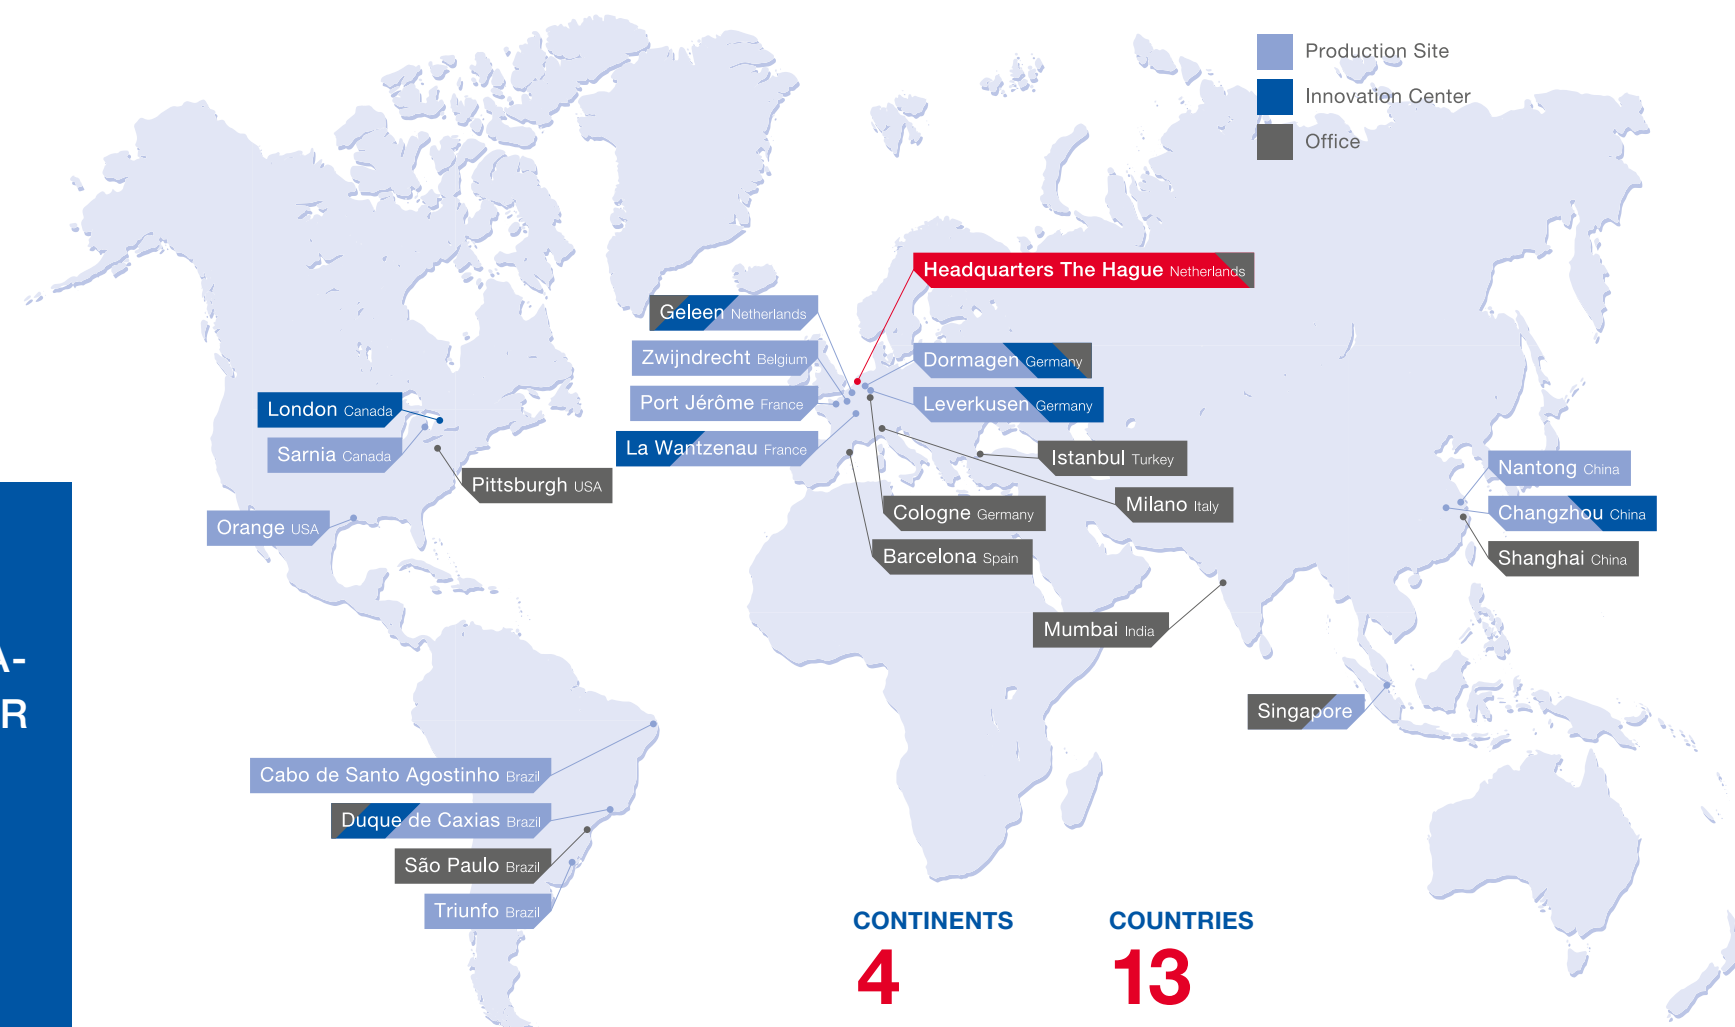 Production Site
Innovation Center
Office
Headquarters The Hague Netherlands
Geleen Netherlands
Zwijndrecht Belgium
Port Jérôme France
La Wantzenau France
Dormagen Germany
Leverkusen Germany
Istanbul Turkey
Milano Italy
Cologne Germany
Barcelona Spain
London Canada
Sarnia Canada
Pittsburgh USA
Orange USA
Nantong China
Changzhou China
Shanghai China
Mumbai India
Singapore
A-
R
Cabo de Santo Agostinho Brazil
Duque de Caxias Brazil
São Paulo Brazil
Triunfo Brazil
CONTINENTS
4
COUNTRIES
13